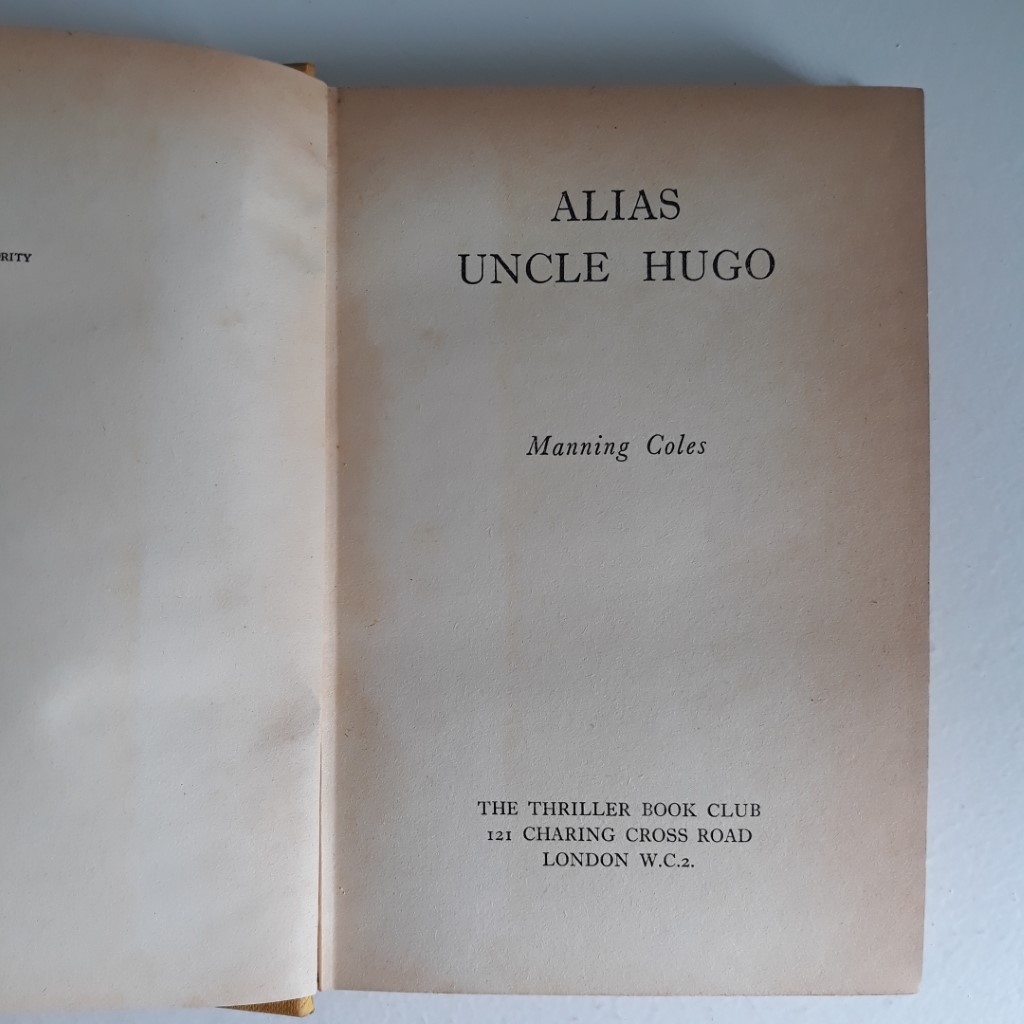 RITY
ALIAS
UNCLE HUGO
Manning Coles
THE THRILLER BOOK CLUB
121 CHARING CROSS ROAD
LONDON W.C.2.